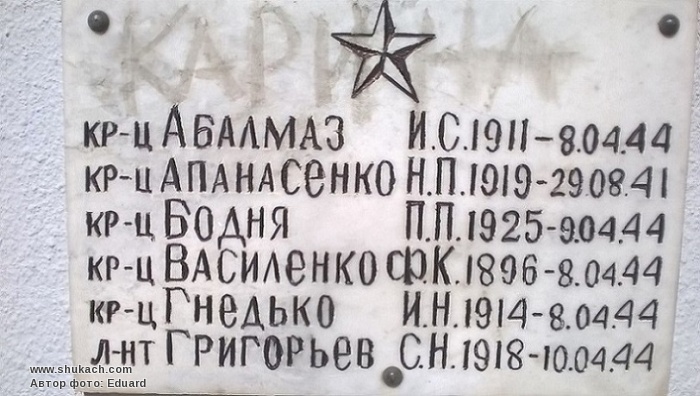 КАРИНА
КР-Ц АБАЛМАЗ И.С. 1911 – 8.04.44
КР-Ц АПАНАСЕНКО Н.П. 1919 - 29.08.41
КР-Ц БОДНЯ П.П. 1925 - 9.04.44
КР-Ц ВАСИЛЕНКО Ф.К. 1896 - 8.04.44
КР-Ц ГНЕДЬКО И.Н. 1914 - 8.04.44
Л-НТ ГРИГОРЬЕВ С.Н. 1918 - 10.04.44
www.shukach.com
Автор фото: Eduard